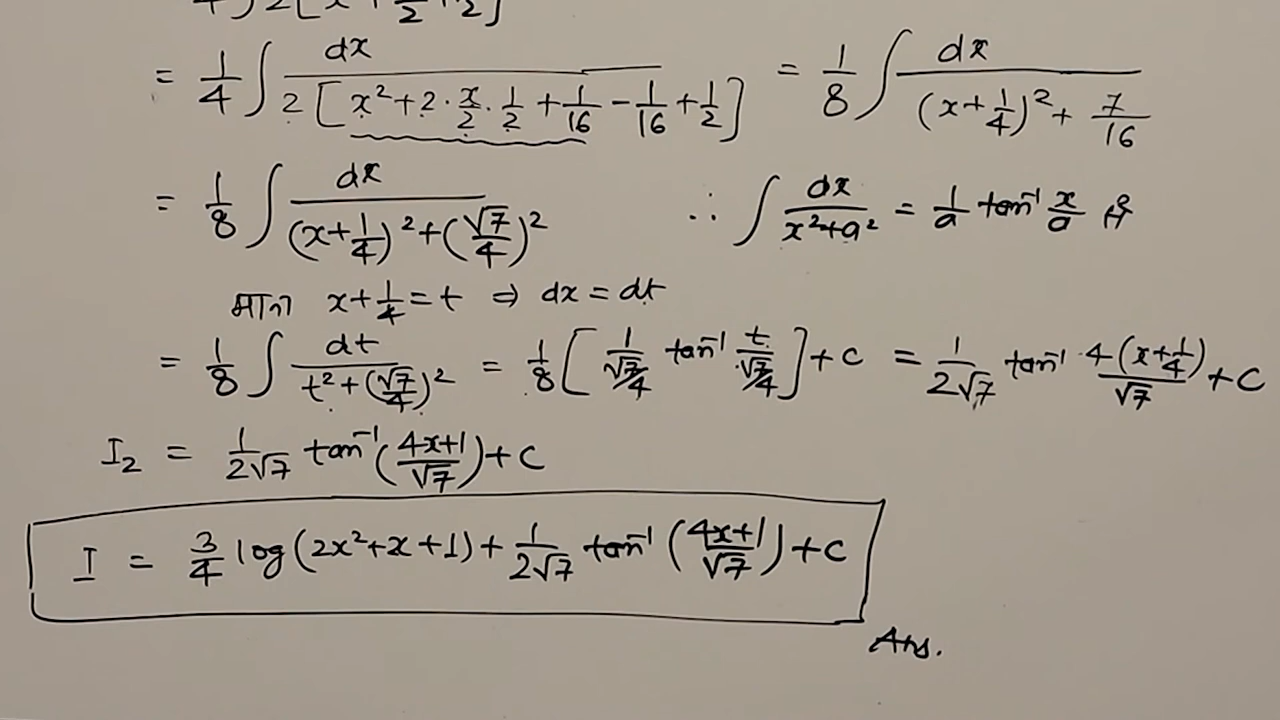 = 1/4 ∫ dx / 2[x² + 2·x/2·1/2 + 1/16 − 1/16 + 1/2] = 1/8 ∫ dx / (x+1/4)² + 7/16
= 1/8 ∫ dx / (x+1/4)² + (√7/4)² ∴ ∫ dx / x²+a² = 1/a tan⁻¹ x/a से
माना x + 1/4 = t ⇒ dx = dt
= 1/8 ∫ dt / t² + (√7/4)² = 1/8 [1/(√7/4) tan⁻¹ t/(√7/4)] + c = 1/2√7 tan⁻¹ 4(x+1/4)/√7 + C
I₂ = 1/2√7 tan⁻¹(4x+1/√7) + C
I = 3/4 log(2x²+x+1) + 1/2√7 tan⁻¹(4x+1/√7) + C
Ans.